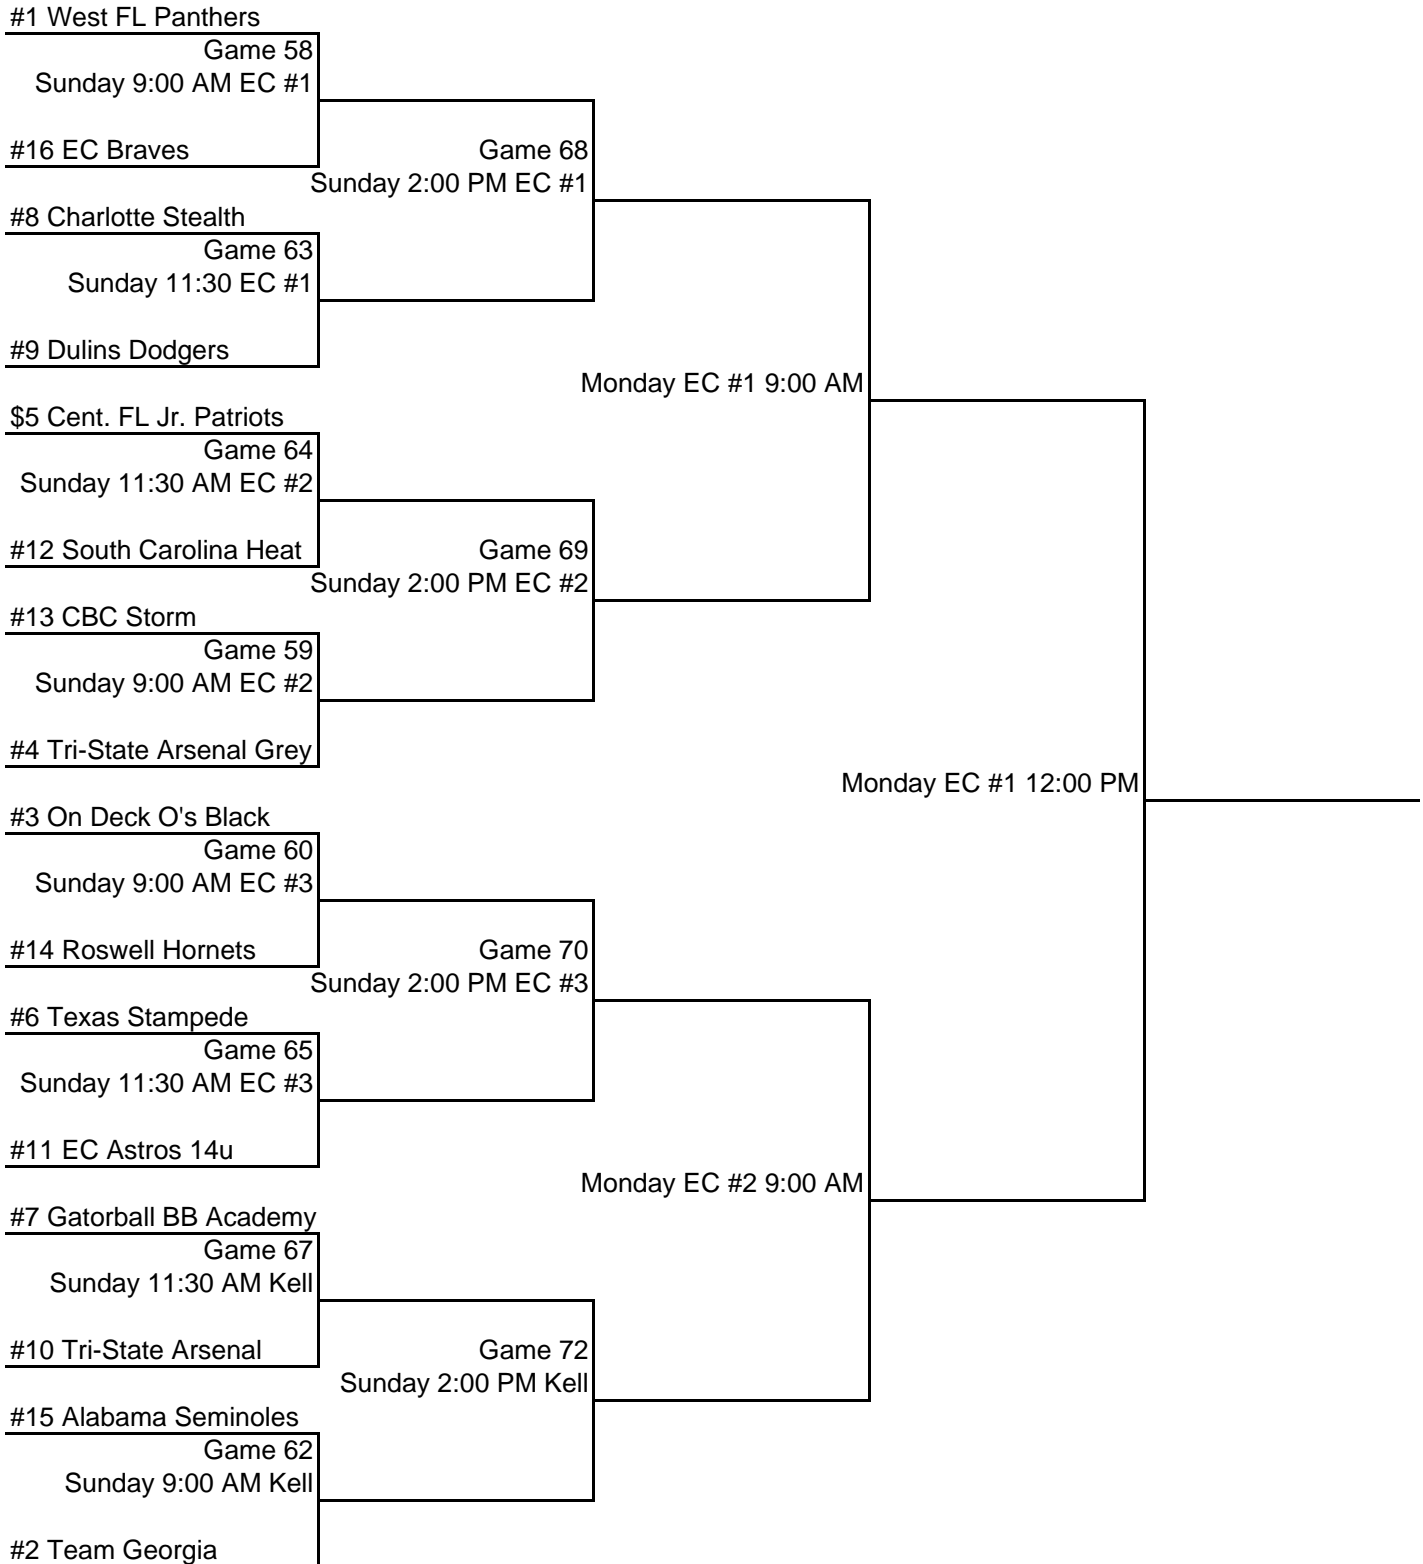 #1 West FL Panthers
Game 58
Sunday 9:00 AM EC #1
#16 EC Braves
Game 68
Sunday 2:00 PM EC #1
#8 Charlotte Stealth
Game 63
Sunday 11:30 EC #1
#9 Dulins Dodgers
Monday EC #1 9:00 AM
$5 Cent. FL Jr. Patriots
Game 64
Sunday 11:30 AM EC #2
#12 South Carolina Heat
Game 69
Sunday 2:00 PM EC #2
#13 CBC Storm
Game 59
Sunday 9:00 AM EC #2
#4 Tri-State Arsenal Grey
Monday EC #1 12:00 PM
#3 On Deck O's Black
Game 60
Sunday 9:00 AM EC #3
#14 Roswell Hornets
Game 70
Sunday 2:00 PM EC #3
#6 Texas Stampede
Game 65
Sunday 11:30 AM EC #3
#11 EC Astros 14u
Monday EC #2 9:00 AM
#7 Gatorball BB Academy
Game 67
Sunday 11:30 AM Kell
#10 Tri-State Arsenal
Game 72
Sunday 2:00 PM Kell
#15 Alabama Seminoles
Game 62
Sunday 9:00 AM Kell
#2 Team Georgia